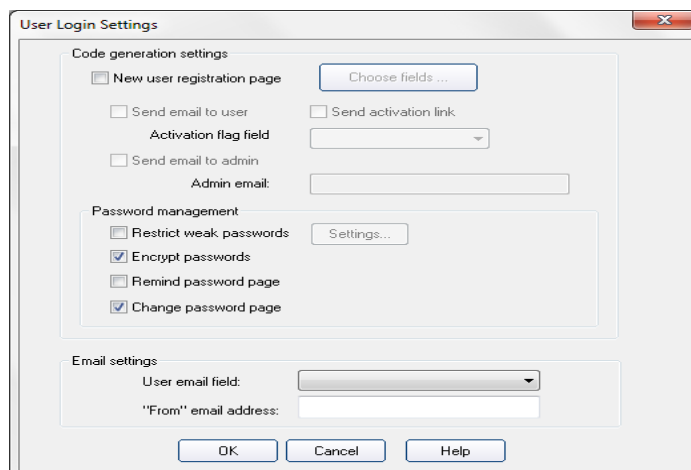 User Login Settings
Code generation settings
New user registration page Choose fields ...
Send email to user Send activation link
Activation flag field
Send email to admin
Admin email:
Password management
Restrict weak passwords Settings...
Encrypt passwords
Remind password page
Change password page
Email settings
User email field:
"From" email address:
OK Cancel Help